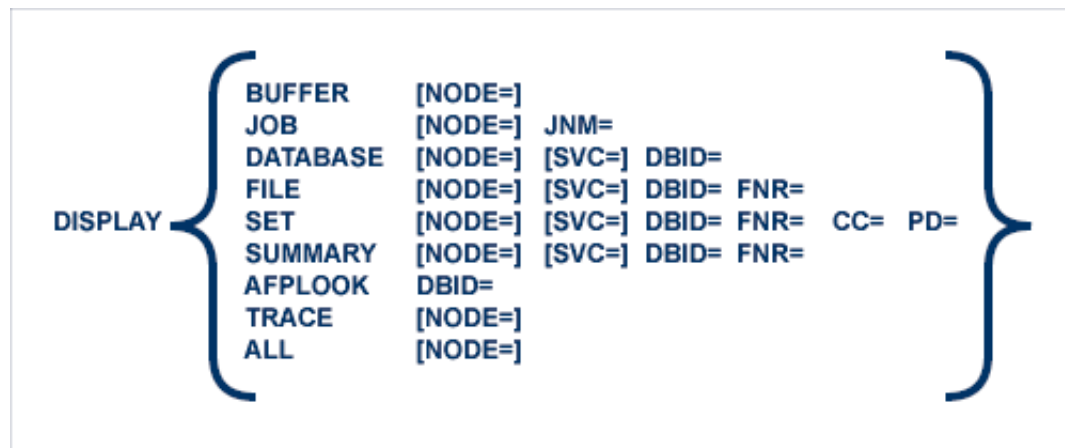 BUFFER [NODE=]
JOB [NODE=] JNM=
DATABASE [NODE=] [SVC=] DBID=
FILE [NODE=] [SVC=] DBID= FNR=
DISPLAY SET [NODE=] [SVC=] DBID= FNR= CC= PD=
SUMMARY [NODE=] [SVC=] DBID= FNR=
AFPLOOK DBID=
TRACE [NODE=]
ALL [NODE=]